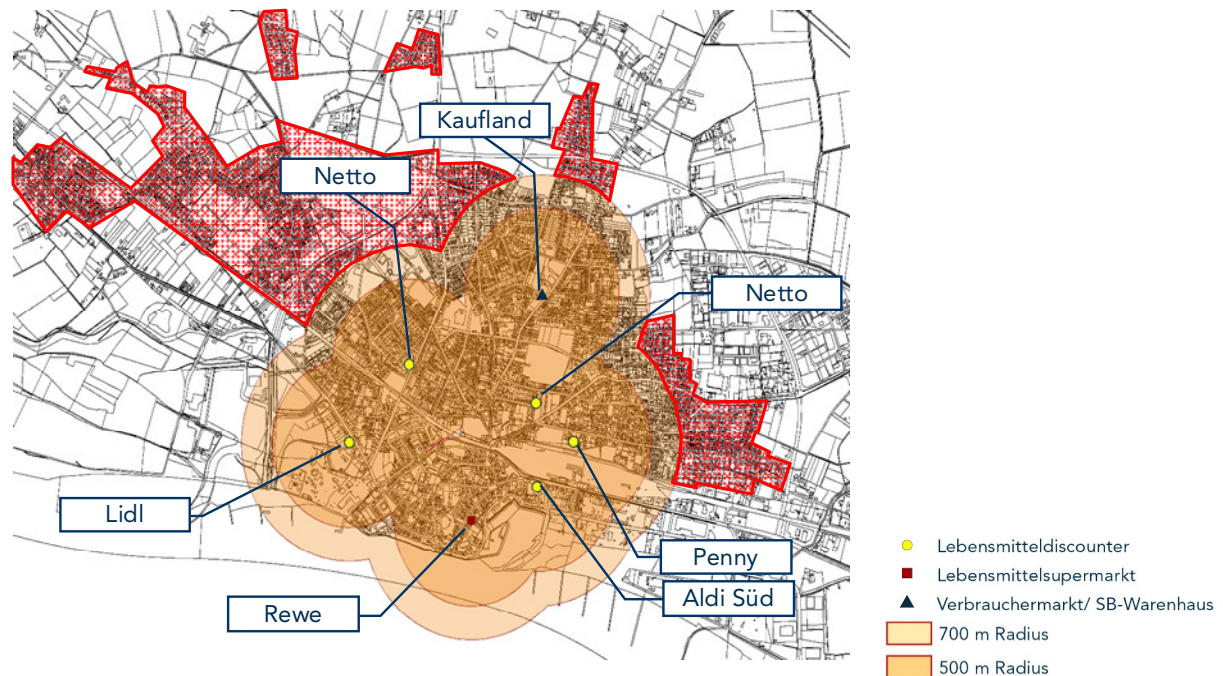 Kaufland
Netto
Netto
Lidl
Penny
Aldi Süd
Rewe
Lebensmitteldiscounter
Lebensmittelsupermarkt
Verbrauchermarkt/ SB-Warenhaus
700 m Radius
500 m Radius